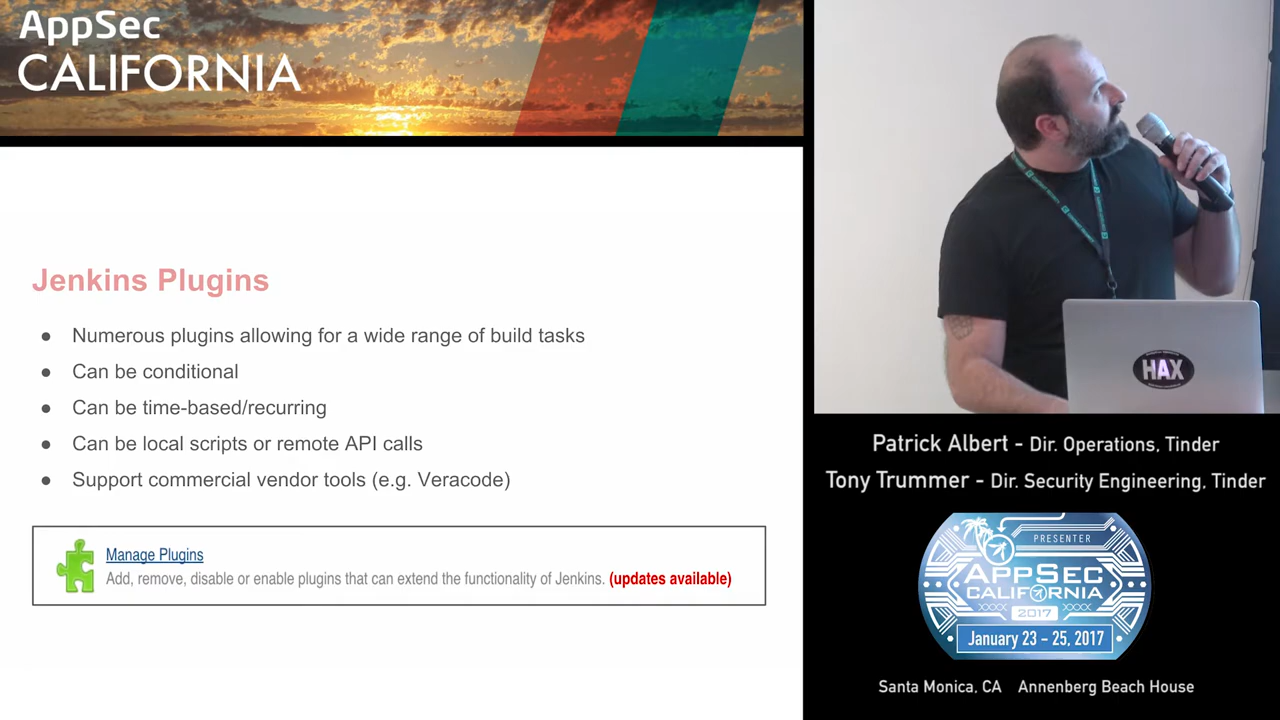 AppSec
CALIFORNIA
Jenkins Plugins
● Numerous plugins allowing for a wide range of build tasks
● Can be conditional
● Can be time-based/recurring
● Can be local scripts or remote API calls
● Support commercial vendor tools (e.g. Veracode)
Manage Plugins
Add, remove, disable or enable plugins that can extend the functionality of Jenkins. (updates available)
HAX
Patrick Albert - Dir. Operations, Tinder
Tony Trummer - Dir. Security Engineering, Tinder
PRESENTER
APPSEC
CALIFORNIA
2017
January 23 - 25, 2017
Santa Monica, CA Annenberg Beach House